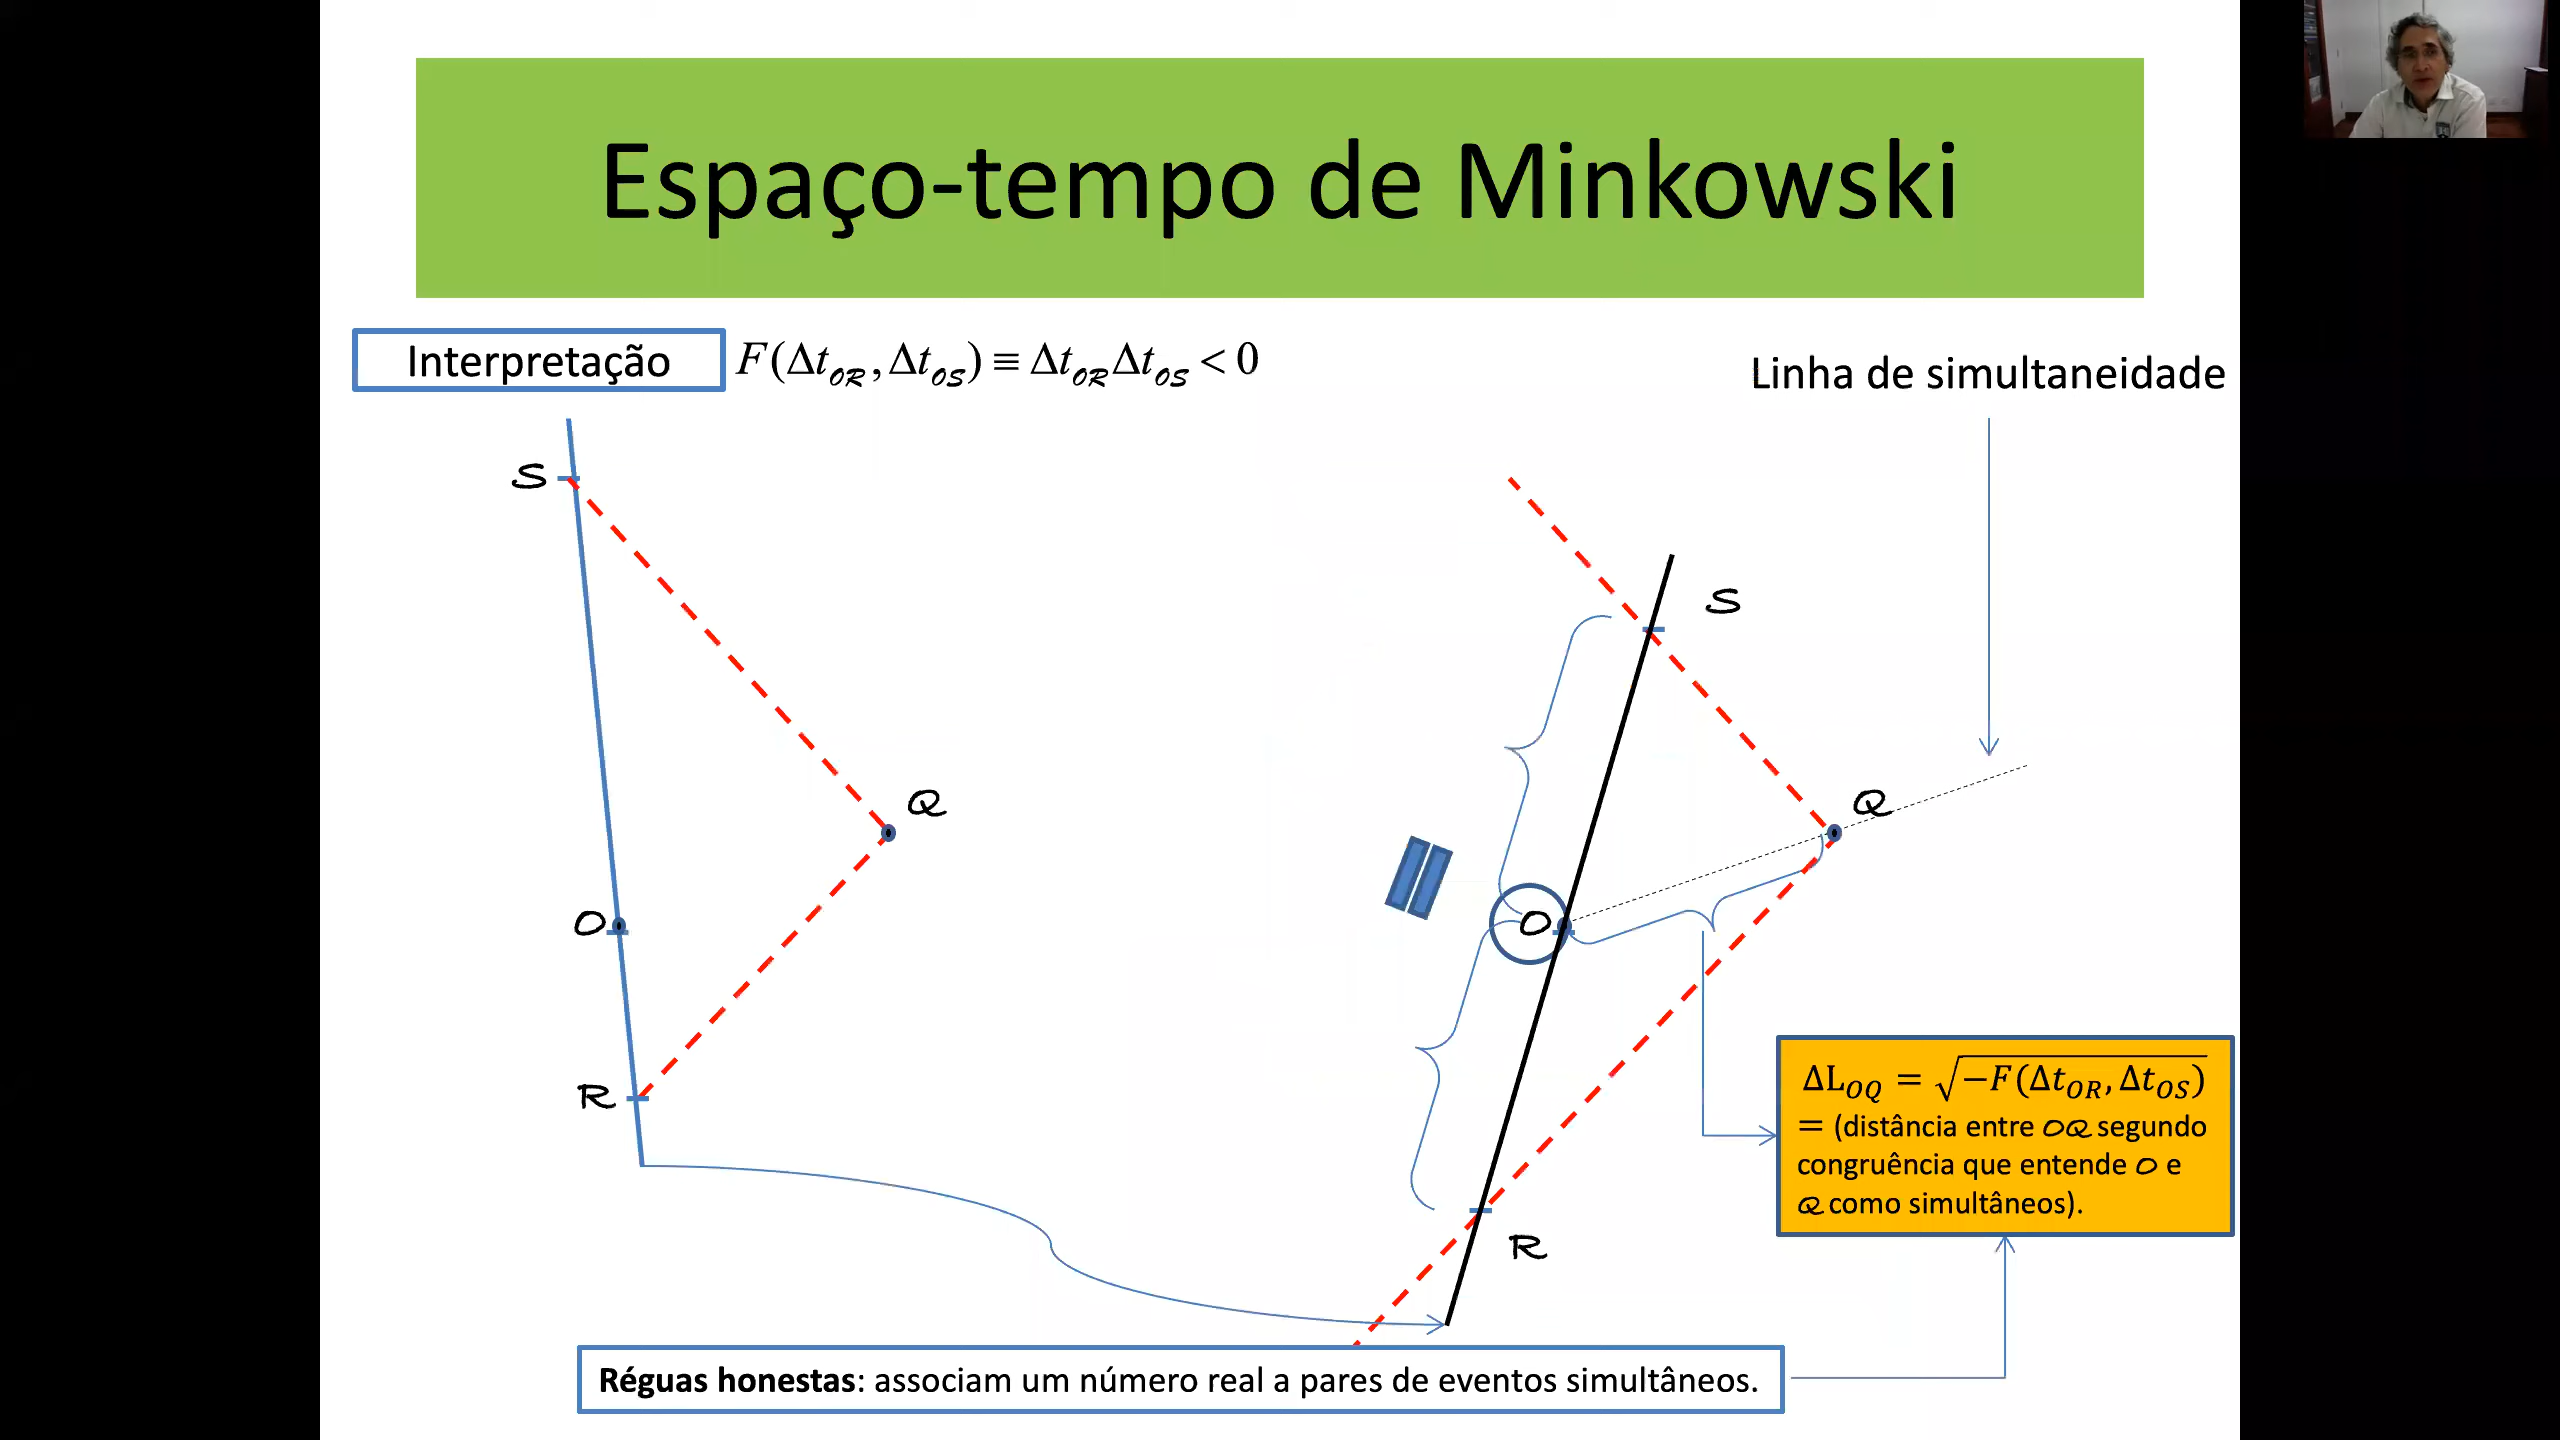 Espaço-tempo de Minkowski
Interpretação
F(Δt_OR, Δt_OS) ≡ Δt_OR Δt_OS < 0
Linha de simultaneidade
S
S
Q
Q
O
O
R
R
ΔL_OQ = √−F(Δt_OR, Δt_OS)
= (distância entre OQ segundo
congruência que entende O e
Q como simultâneos).
Réguas honestas: associam um número real a pares de eventos simultâneos.